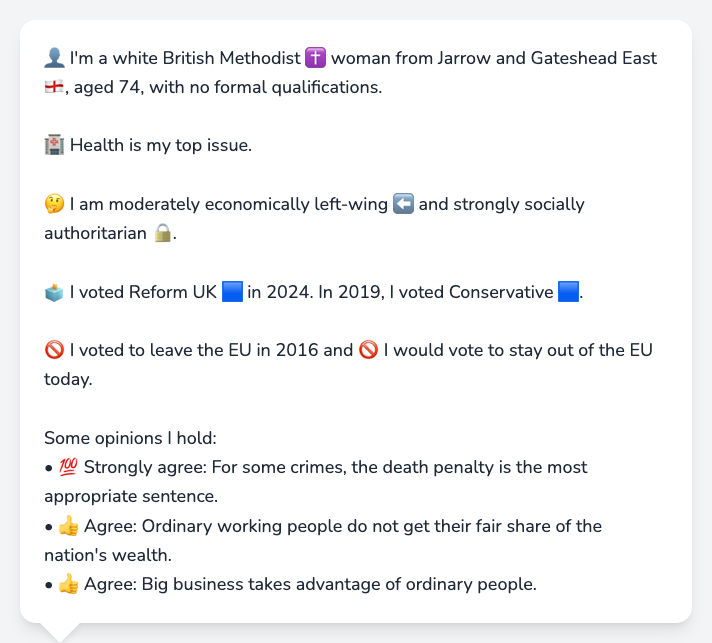 👤 I'm a white British Methodist ✝️ woman from Jarrow and Gateshead East
🏴󠁧󠁢󠁥󠁮󠁧󠁿, aged 74, with no formal qualifications.
🏥 Health is my top issue.
🤔 I am moderately economically left-wing ⬅️ and strongly socially
authoritarian 🔒.
🗳️ I voted Reform UK 🟦 in 2024. In 2019, I voted Conservative 🟦.
🚫 I voted to leave the EU in 2016 and 🚫 I would vote to stay out of the EU
today.
Some opinions I hold:
• 💯 Strongly agree: For some crimes, the death penalty is the most
appropriate sentence.
• 👍 Agree: Ordinary working people do not get their fair share of the
nation's wealth.
• 👍 Agree: Big business takes advantage of ordinary people.